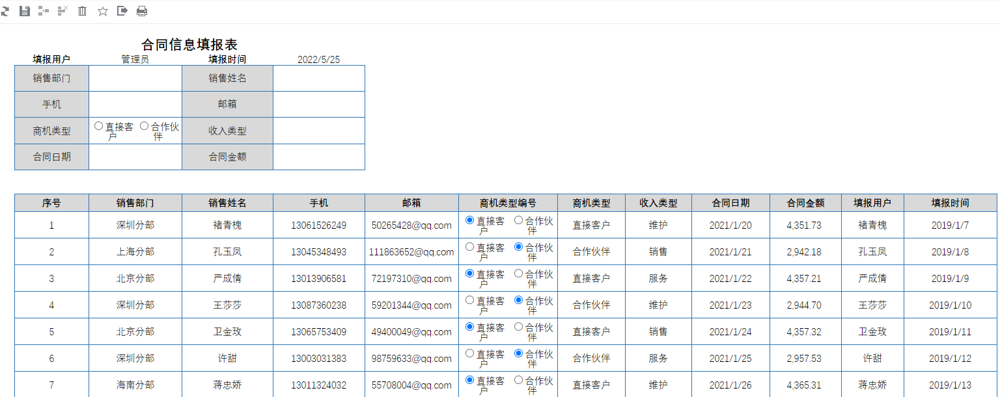 合同信息填报表
填报用户 管理员 填报时间 2022/5/25
销售部门 销售姓名
手机 邮箱
商机类型 直接客户 合作伙伴 收入类型
合同日期 合同金额
序号 销售部门 销售姓名 手机 邮箱 商机类型编号 商机类型 收入类型 合同日期 合同金额 填报用户 填报时间
1 深圳分部 褚青槐 13061526249 50265428@qq.com 直接客户 合作伙伴 直接客户 维护 2021/1/20 4,351.73 褚青槐 2019/1/7
2 上海分部 孔玉凤 13045348493 111863652@qq.com 直接客户 合作伙伴 合作伙伴 销售 2021/1/21 2,942.18 孔玉凤 2019/1/8
3 北京分部 严成倩 13013906581 72197310@qq.com 直接客户 合作伙伴 直接客户 服务 2021/1/22 4,357.21 严成倩 2019/1/9
4 深圳分部 王莎莎 13087360238 59201344@qq.com 直接客户 合作伙伴 合作伙伴 维护 2021/1/23 2,944.70 王莎莎 2019/1/10
5 北京分部 卫金玫 13065753409 49400049@qq.com 直接客户 合作伙伴 直接客户 销售 2021/1/24 4,357.32 卫金玫 2019/1/11
6 深圳分部 许甜 13003031383 98759633@qq.com 直接客户 合作伙伴 合作伙伴 服务 2021/1/25 2,957.53 许甜 2019/1/12
7 海南分部 蒋忠娇 13011324032 55708004@qq.com 直接客户 合作伙伴 直接客户 维护 2021/1/26 4,365.31 蒋忠娇 2019/1/13